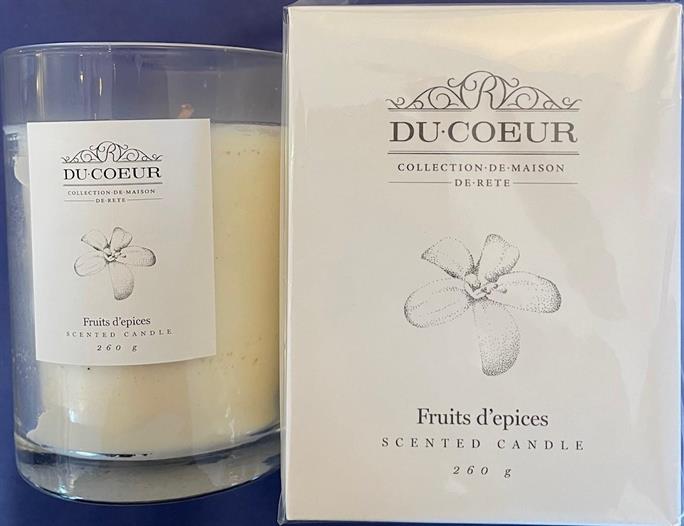 R
DU·COEUR
COLLECTION·DE·MAISON
DE·RETE
Fruits d'epices
SCENTED CANDLE
260 g
R
DU·COEUR
COLLECTION·DE·MAISON
DE·RETE
Fruits d'epices
SCENTED CANDLE
260 g